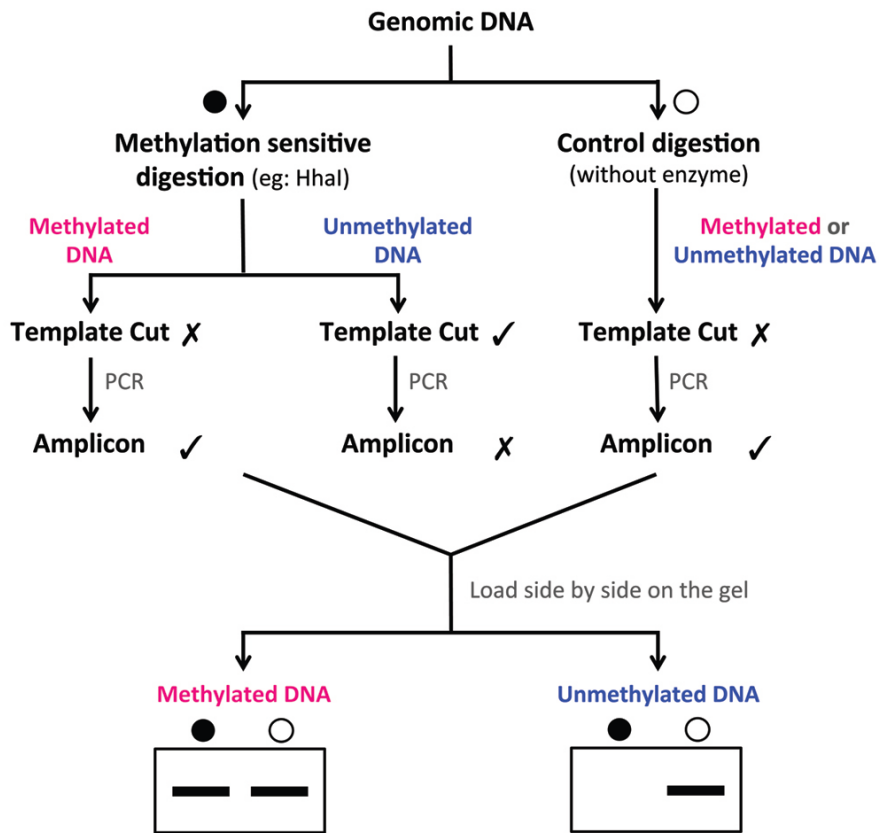 Genomic DNA
Methylation sensitive
digestion (eg: HhaI)
Control digestion
(without enzyme)
Methylated
DNA
Unmethylated
DNA
Methylated or
Unmethylated DNA
Template Cut ✗
Template Cut ✓
Template Cut ✗
PCR
PCR
PCR
Amplicon ✓
Amplicon ✗
Amplicon ✓
Load side by side on the gel
Methylated DNA
Unmethylated DNA